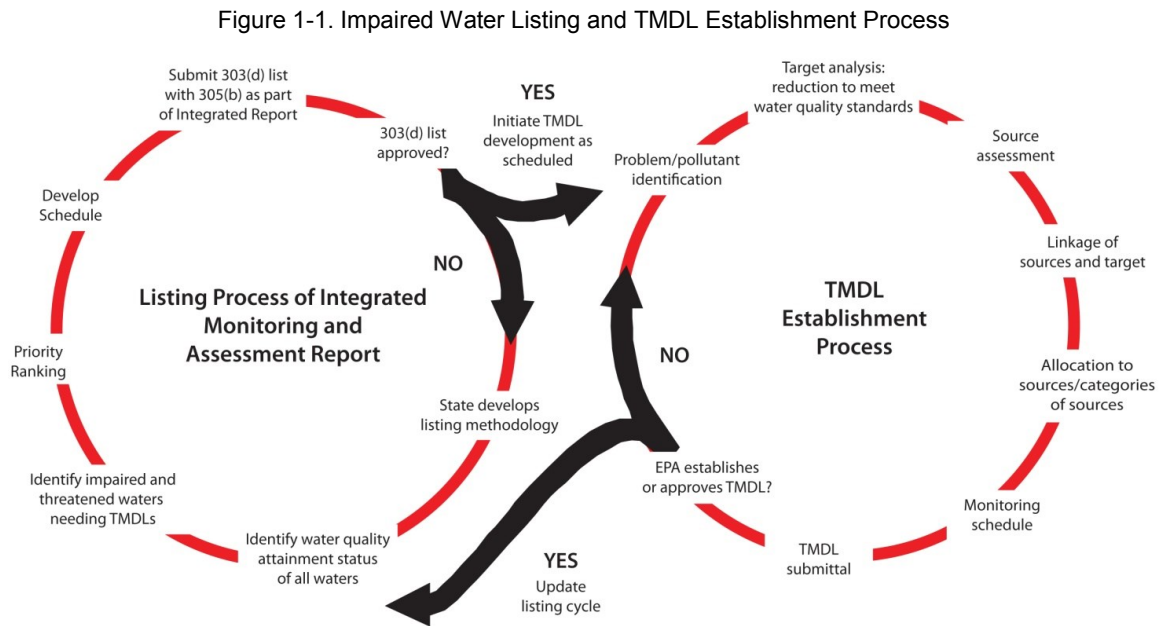 Figure 1-1. Impaired Water Listing and TMDL Establishment Process
Submit 303(d) list
with 305(b) as part
of Integrated Report
303(d) list
approved?
YES
Initiate TMDL
development as
scheduled
NO
Develop
Schedule
Listing Process of Integrated
Monitoring and
Assessment Report
Priority
Ranking
State develops
listing methodology
Identify impaired and
threatened waters
needing TMDLs
Identify water quality
attainment status
of all waters
Target analysis:
reduction to meet
water quality standards
Problem/pollutant
identification
Source
assessment
Linkage of
sources and target
TMDL
Establishment
Process
NO
Allocation to
sources/categories
of sources
EPA establishes
or approves TMDL?
Monitoring
schedule
TMDL
submittal
YES
Update
listing cycle